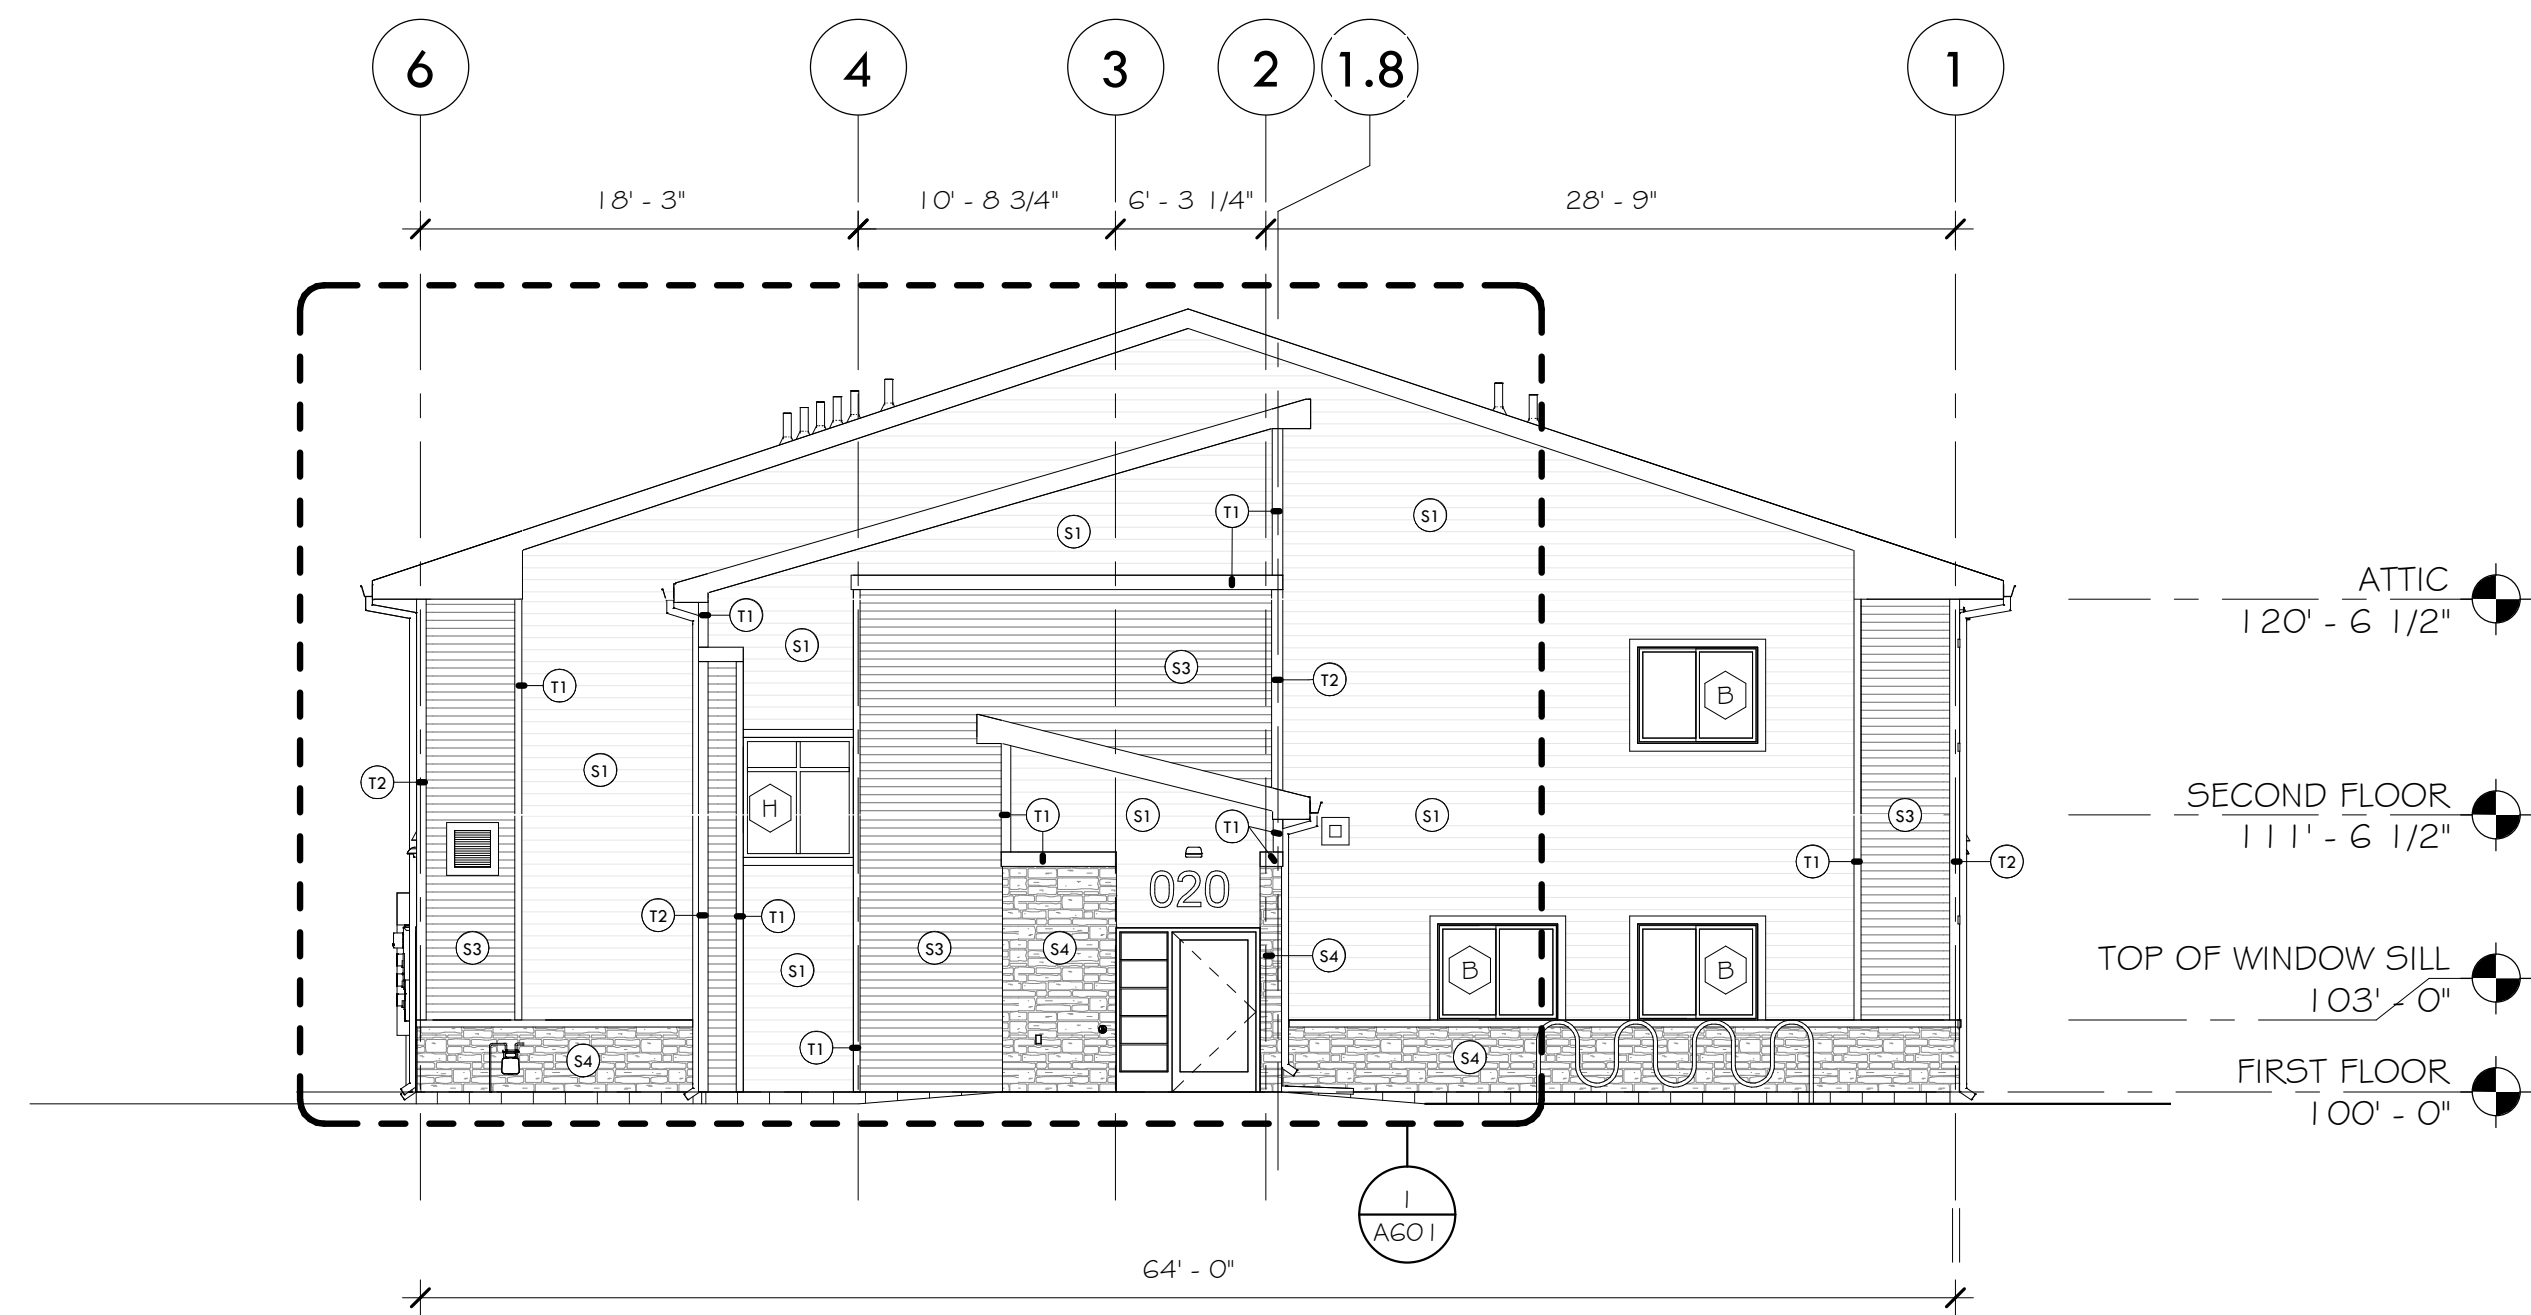 6 4 3 2 1.8 1
18' - 3" 10' - 8 3/4" 6' - 3 1/4" 28' - 9"
T1 S1 S1
ATTIC
120' - 6 1/2"
T1
S1
S3
T2
T1
B
S1
T2
SECOND FLOOR
111' - 6 1/2"
H
T1 S1 T1 S1 S3
T1 T2
020
T2 T1
S3 S3 S4 S4
S1 B B
TOP OF WINDOW SILL
103' - 0"
T1
S4 S4
FIRST FLOOR
100' - 0"
1
A601
64' - 0"